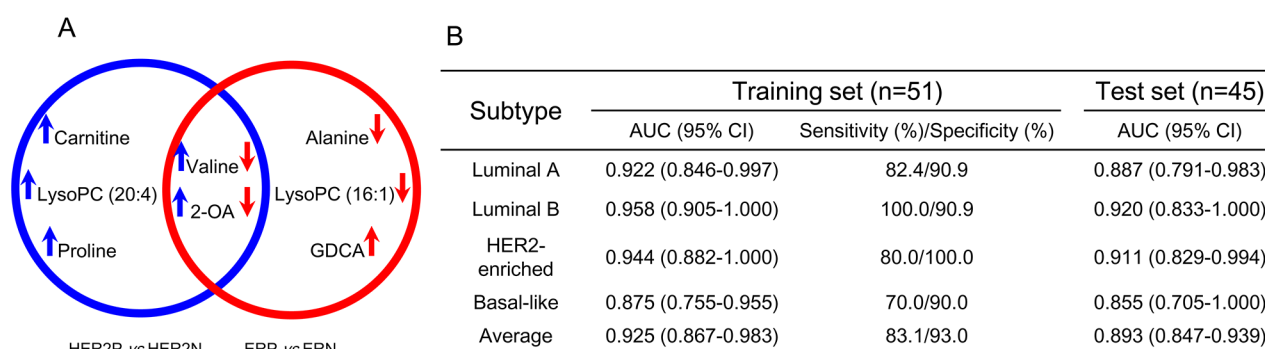 A
Carnitine
LysoPC (20:4)
Proline
Valine
2-OA
Alanine
LysoPC (16:1)
GDCA
HER2P vs HER2N
ERP vs ERN
B
Subtype Training set (n=51) Test set (n=45)
AUC (95% CI) Sensitivity (%)/Specificity (%) AUC (95% CI)
Luminal A 0.922 (0.846-0.997) 82.4/90.9 0.887 (0.791-0.983)
Luminal B 0.958 (0.905-1.000) 100.0/90.9 0.920 (0.833-1.000)
HER2-
enriched 0.944 (0.882-1.000) 80.0/100.0 0.911 (0.829-0.994)
Basal-like 0.875 (0.755-0.955) 70.0/90.0 0.855 (0.705-1.000)
Average 0.925 (0.867-0.983) 83.1/93.0 0.893 (0.847-0.939)